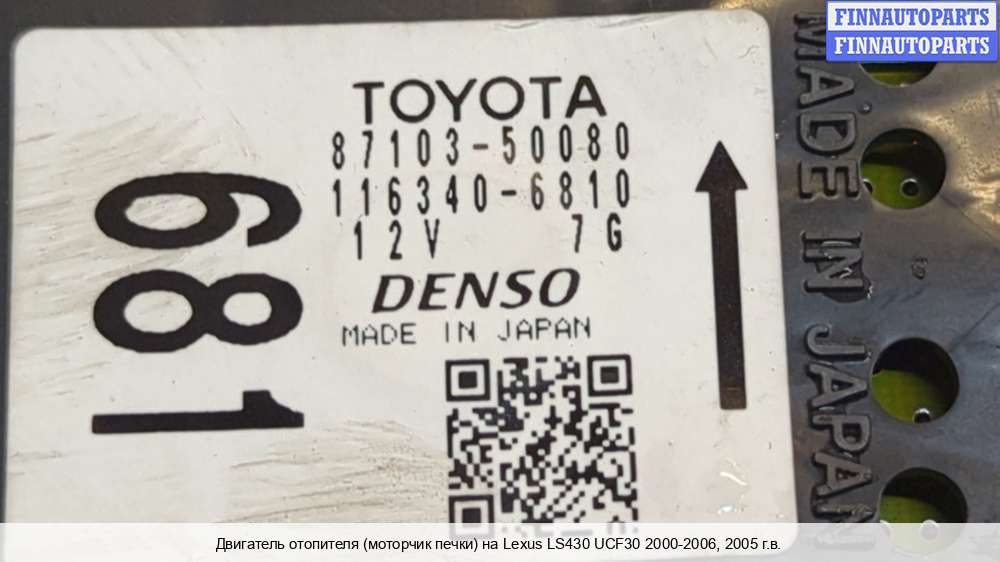 FINNAUTOPARTS
FINNAUTOPARTS
TOYOTA
87103-50080
116340-6810
12V 7G
DENSO
MADE IN JAPAN
681
MADE IN JAPAN
Двигатель отопителя (моторчик печки) на Lexus LS430 UCF30 2000-2006, 2005 г.в.